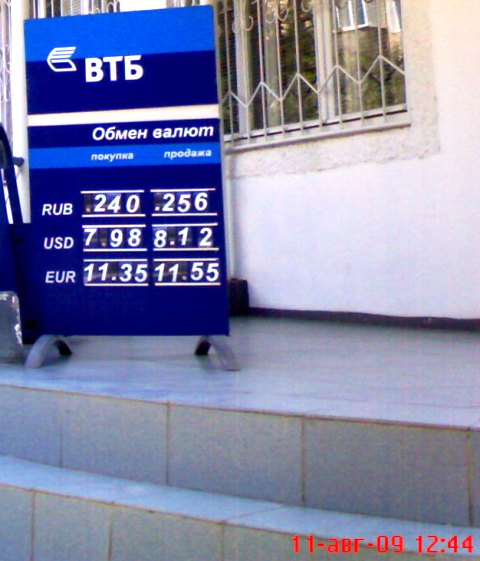 ВТБ
Обмен валют
покупка продажа
RUB .240 .256
USD 7.98 8.12
EUR 11.35 11.55
11-авг-09 12:44